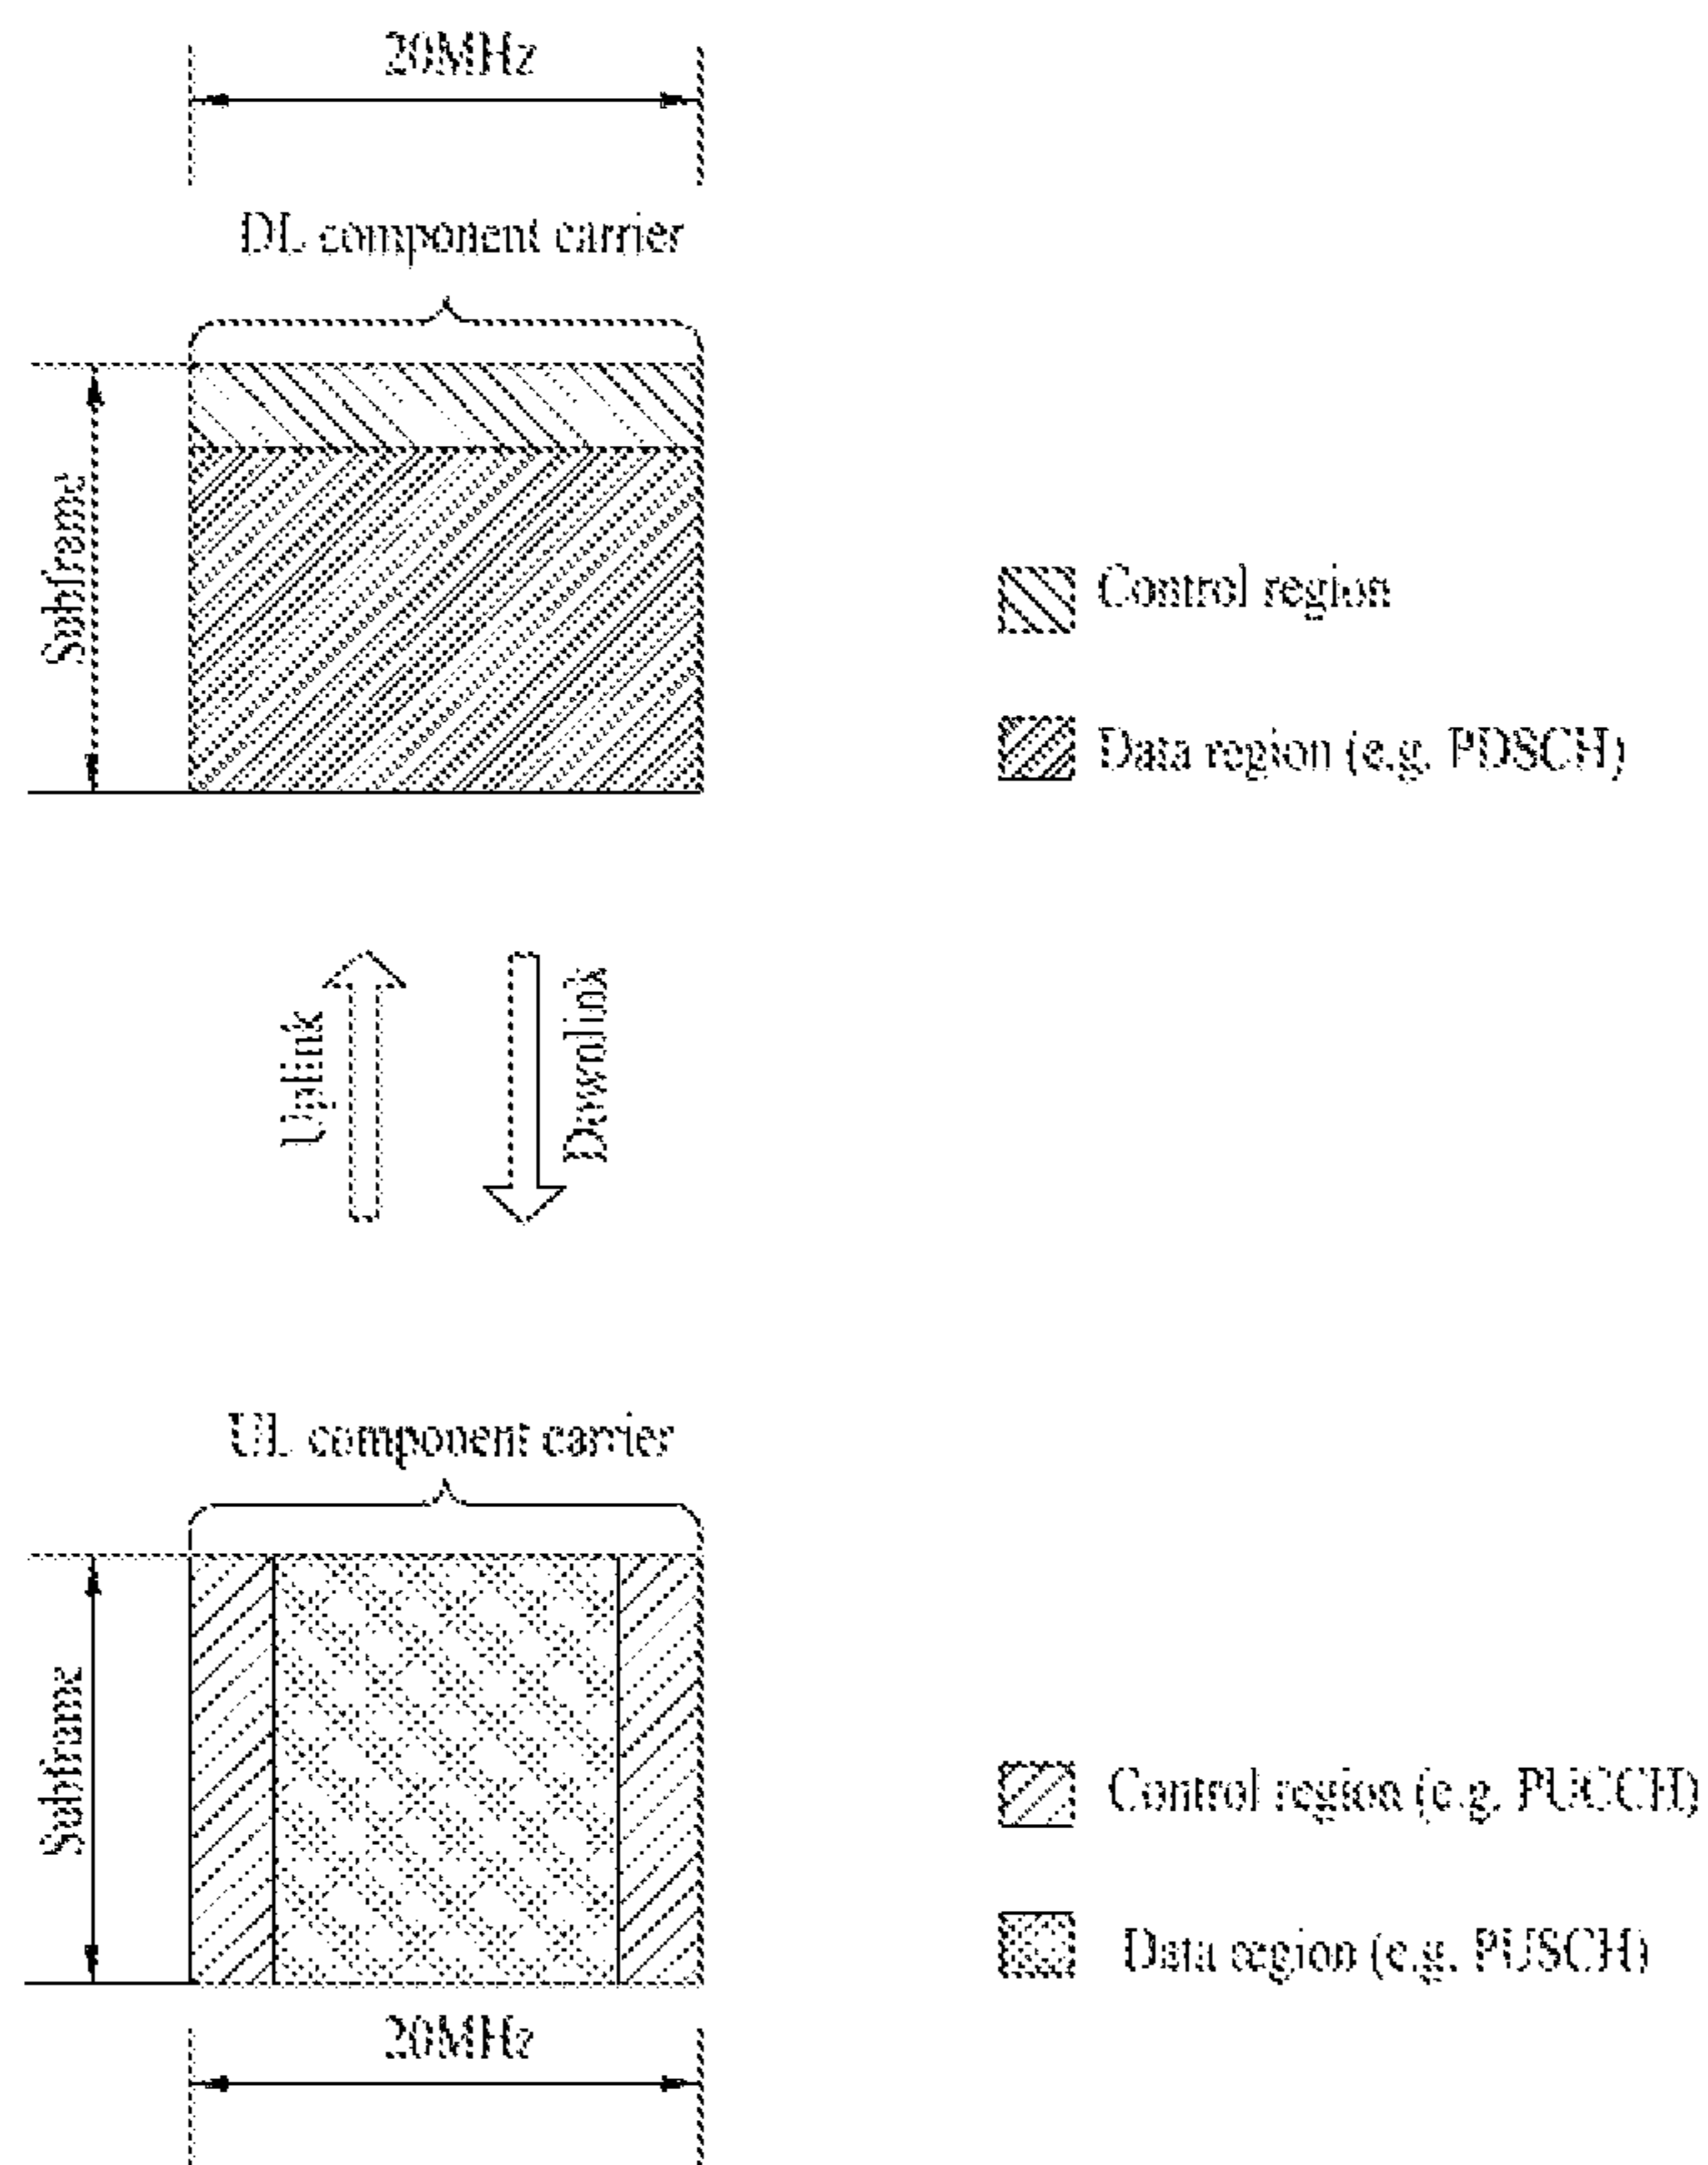 20MHz
DL component carrier
Subframe
Control region
Data region (e.g. PDSCH)
Uplink
Downlink
UL component carrier
Subframe
Control region (e.g. PUCCH)
Data region (e.g. PUSCH)
20MHz